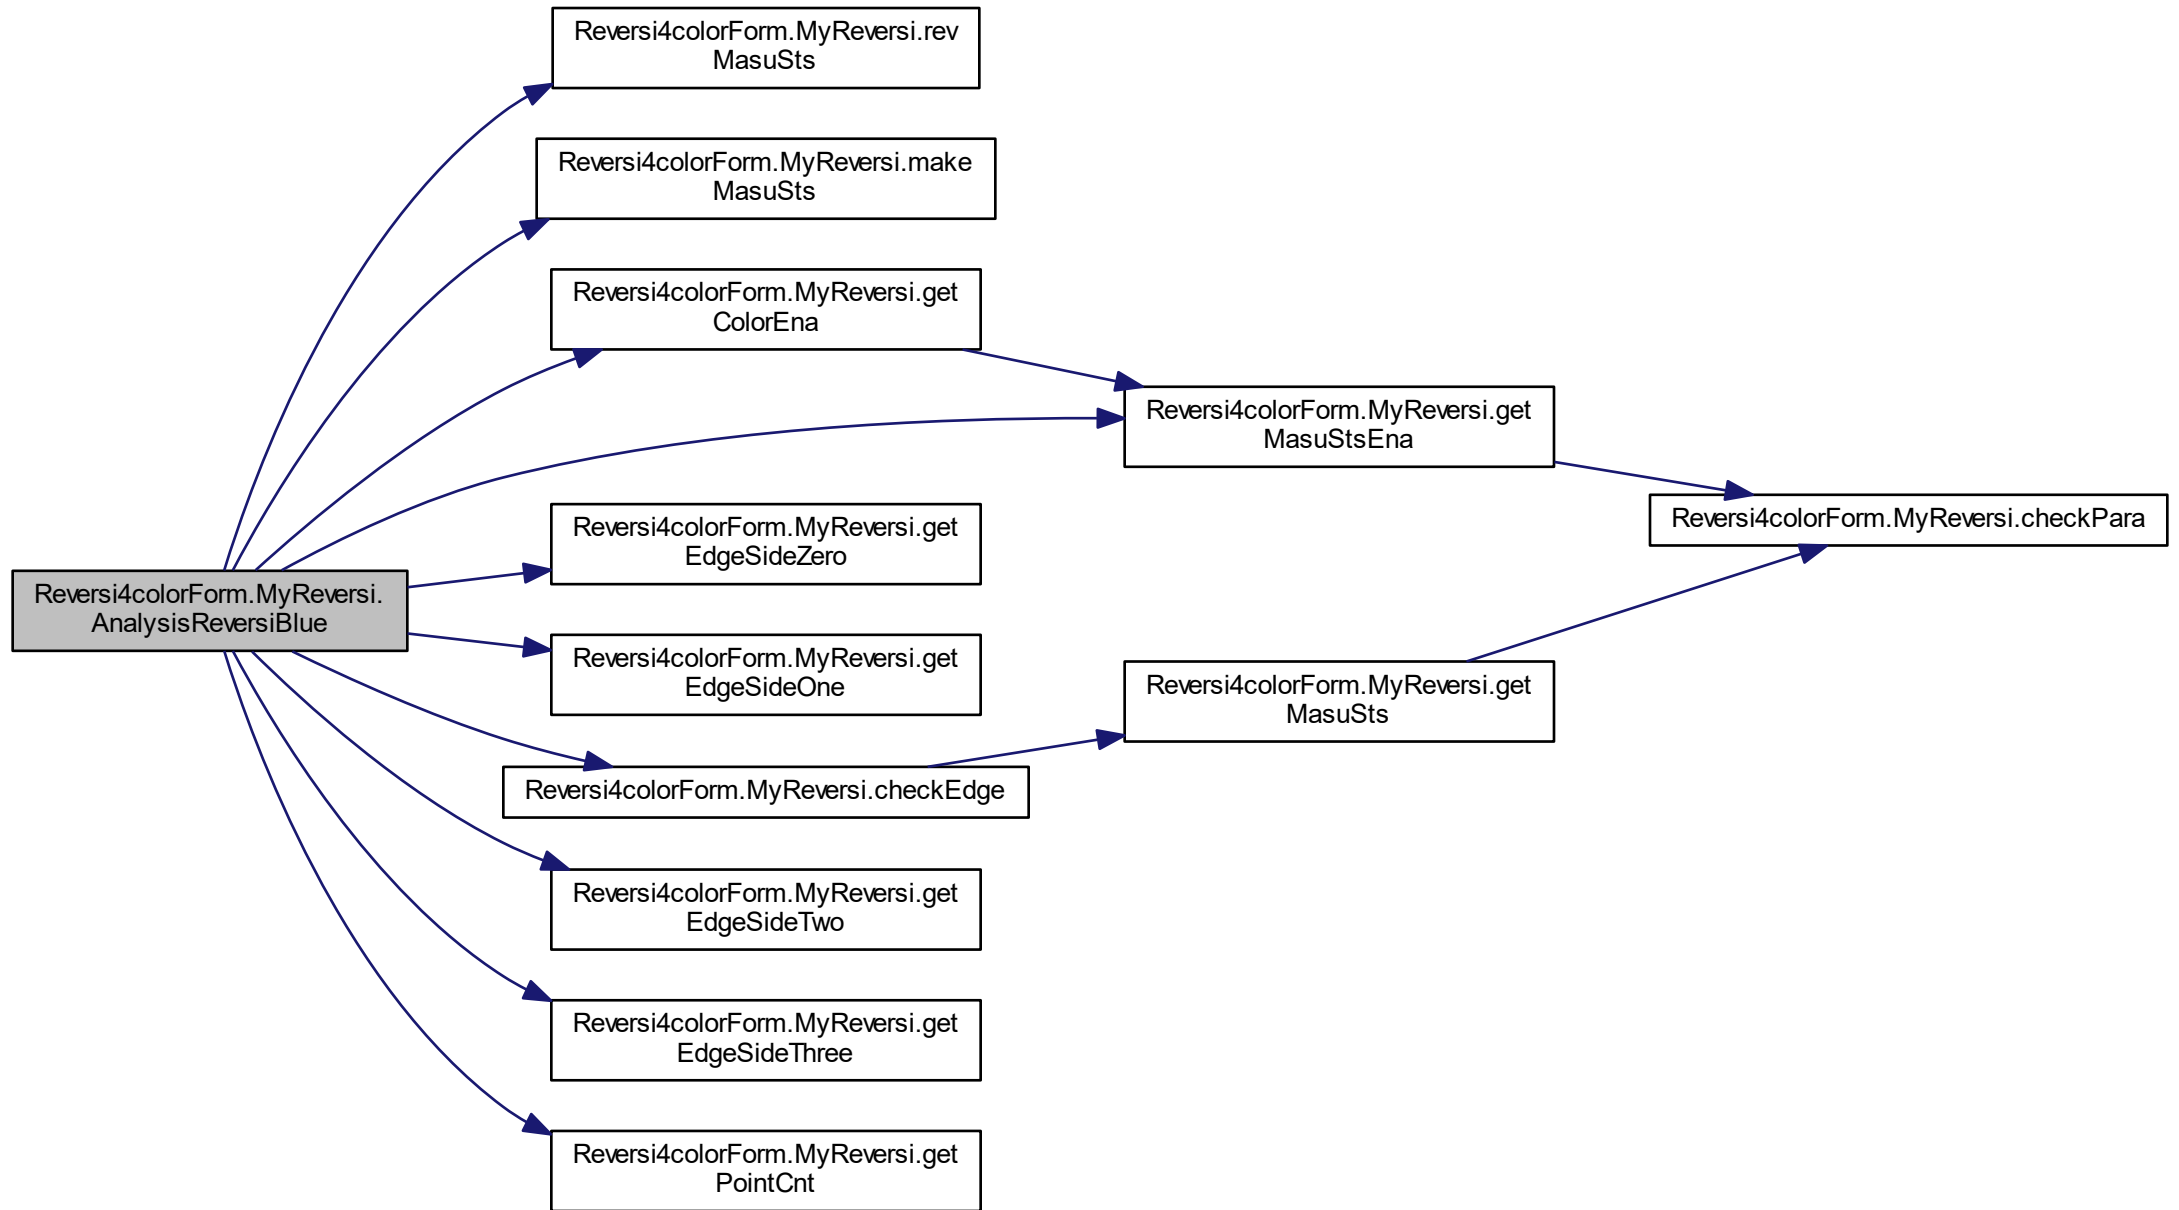 Reversi4colorForm.MyReversi.rev
MasuSts
Reversi4colorForm.MyReversi.make
MasuSts
Reversi4colorForm.MyReversi.get
ColorEna
Reversi4colorForm.MyReversi.get
MasuStsEna
Reversi4colorForm.MyReversi.get
EdgeSideZero
Reversi4colorForm.MyReversi.checkPara
Reversi4colorForm.MyReversi.
AnalysisReversiBlue
Reversi4colorForm.MyReversi.get
EdgeSideOne
Reversi4colorForm.MyReversi.get
MasuSts
Reversi4colorForm.MyReversi.checkEdge
Reversi4colorForm.MyReversi.get
EdgeSideTwo
Reversi4colorForm.MyReversi.get
EdgeSideThree
Reversi4colorForm.MyReversi.get
PointCnt